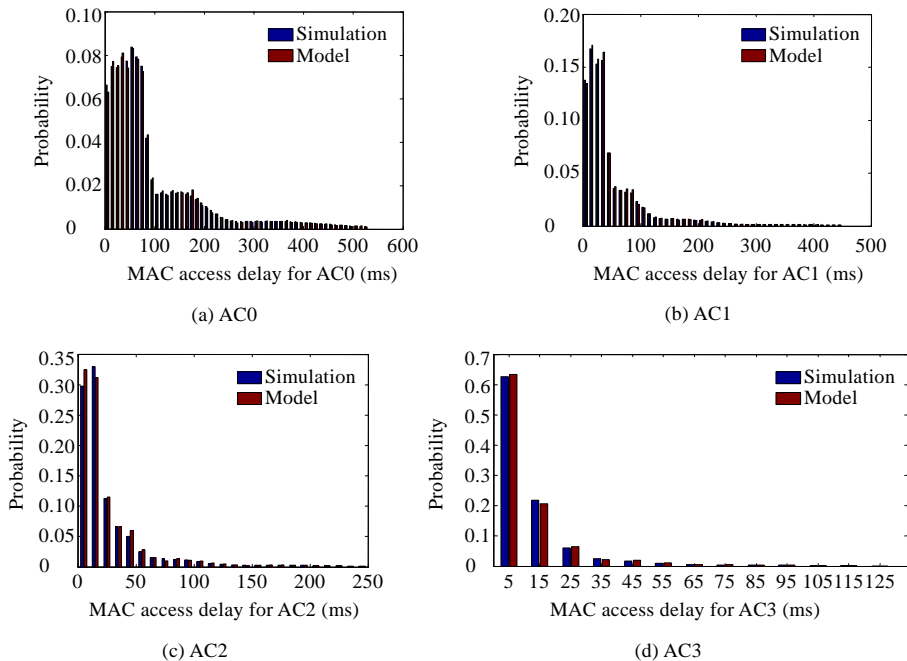 0.10
0.08
0.06
0.04
0.02
0
Probability
Simulation
Model
0 100 200 300 400 500 600
MAC access delay for AC0 (ms)
(a) AC0
0.20
0.15
0.10
0.05
0
Probability
Simulation
Model
0 100 200 300 400 500
MAC access delay for AC1 (ms)
(b) AC1
0.35
0.30
0.25
0.20
0.15
0.10
0.05
0
Probability
Simulation
Model
0 50 100 150 200 250
MAC access delay for AC2 (ms)
(c) AC2
0.7
0.6
0.5
0.4
0.3
0.2
0.1
0
Probability
Simulation
Model
5 15 25 35 45 55 65 75 85 95 105 115 125
MAC access delay for AC3 (ms)
(d) AC3